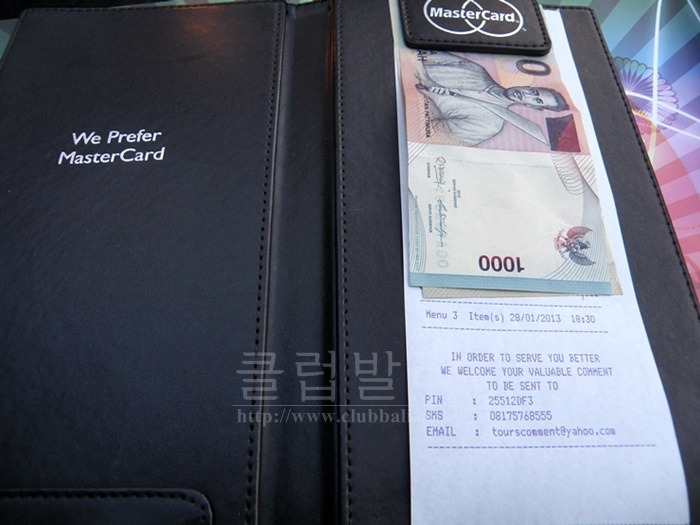 MasterCard
We Prefer
MasterCard
1000
Menu 3 Item(s) 28/01/2013 18:30
IN ORDER TO SERVE YOU BETTER
WE WELCOME YOUR VALUABLE COMMENT
TO BE SENT TO
PIN : 25512DF3
SMS : 08175768555
EMAIL : tourscomment@yahoo.com
클럽발
http://www.clubbali